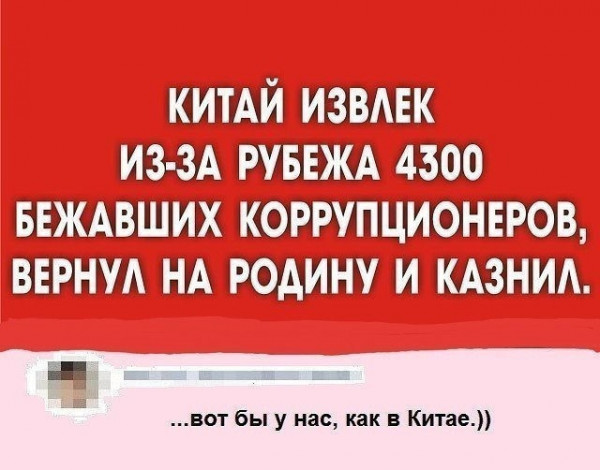 КИТАЙ ИЗВЛЕК
ИЗ-ЗА РУБЕЖА 4300
БЕЖАВШИХ КОРРУПЦИОНЕРОВ,
ВЕРНУЛ НА РОДИНУ И КАЗНИЛ.
...вот бы у нас, как в Китае.))